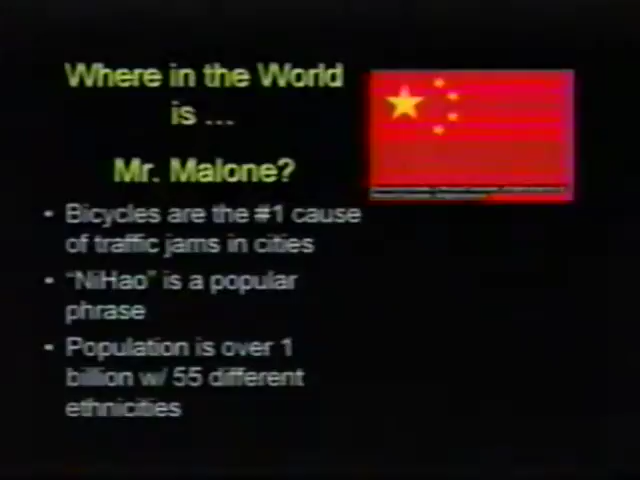 Where in the World
is ...
Mr. Malone?
• Bicycles are the #1 cause
of traffic jams in cities
• "NiHao" is a popular
phrase
• Population is over 1
billion w/ 55 different
ethnicities